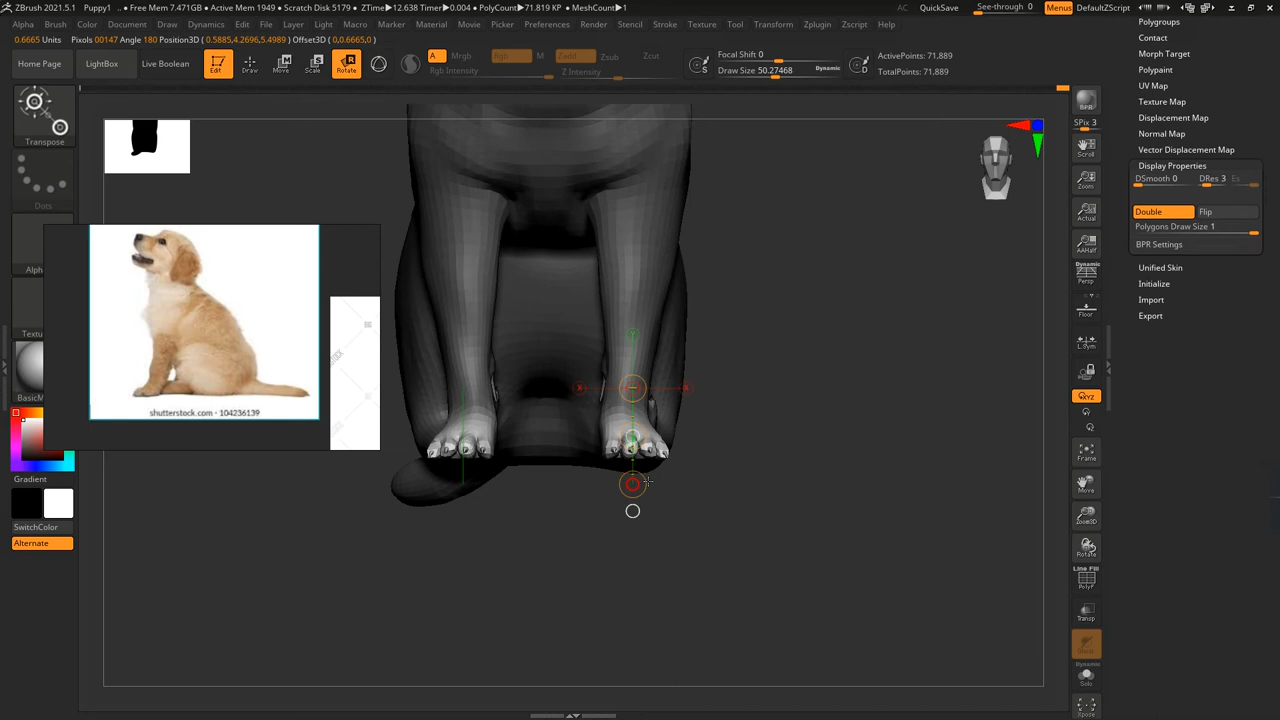 ZBrush 2021.5.1 Puppy1 .. • Free Mem 7.471GB • Active Mem 1949 • Scratch Disk 5179 • ZTime▸12.638 Timer▸0.004 • PolyCount▸71.819 KP • MeshCount▸1
AC QuickSave See-through 0 Menus DefaultZScript
Alpha Brush Color Document Draw Dynamics Edit File Layer Light Macro Marker Material Movie Picker Preferences Render Stencil Stroke Texture Tool Transform Zplugin Zscript Help
0.6665 Units Pixols 00147 Angle 180 Position3D ( 0.5885,4.2696,5.4989 ) Offset3D ( 0,0.6665,0 )
Home Page LightBox Live Boolean
Edit Draw Move Scale Rotate
A Mrgb Rgb M Zadd Zsub Zcut
Rgb Intensity Z Intensity
S Focal Shift 0
Draw Size 50.27468 Dynamic
D ActivePoints: 71,889
TotalPoints: 71,889
Transpose
Dots
Alph
Textu
BasicM
Gradient
SwitchColor
Alternate
shutterstock.com · 104236139
X X
Y
BPR
SPix 3
Scroll
Zoom
Actual
AAHalf
Dynamic
Persp
Floor
L.Sym
XYZ
Frame
Move
Zoom3D
Rotate
Line Fill
PolyF
Transp
Ghost
Dynamic
Solo
Xpose
Polygroups
Contact
Morph Target
Polypaint
UV Map
Texture Map
Displacement Map
Normal Map
Vector Displacement Map
Display Properties
DSmooth 0 DRes 3 Es
Double Flip
Polygons Draw Size 1
BPR Settings
Unified Skin
Initialize
Import
Export